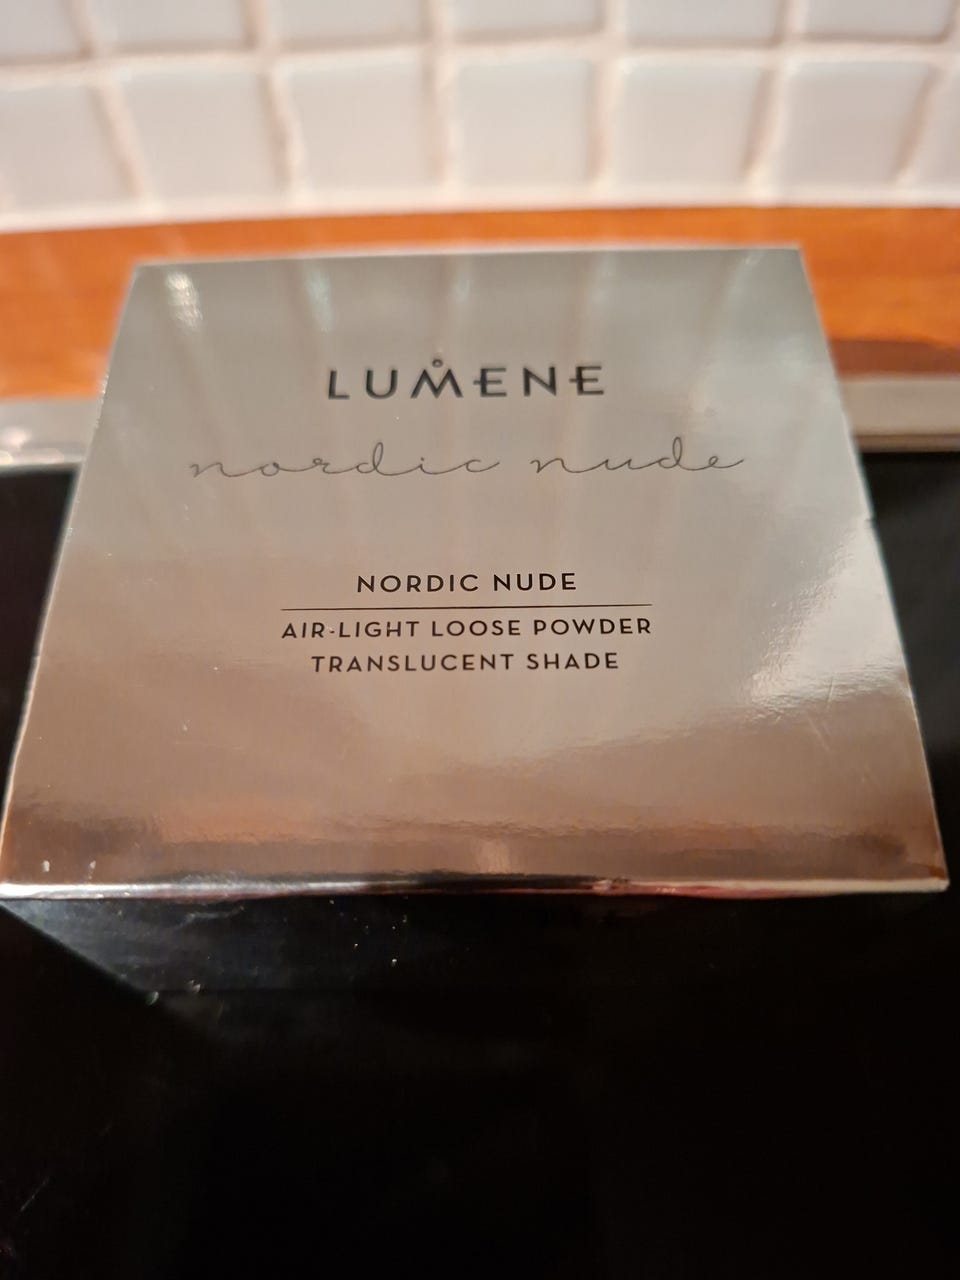 LUMENE
nordic nude
NORDIC NUDE
AIR-LIGHT LOOSE POWDER
TRANSLUCENT SHADE